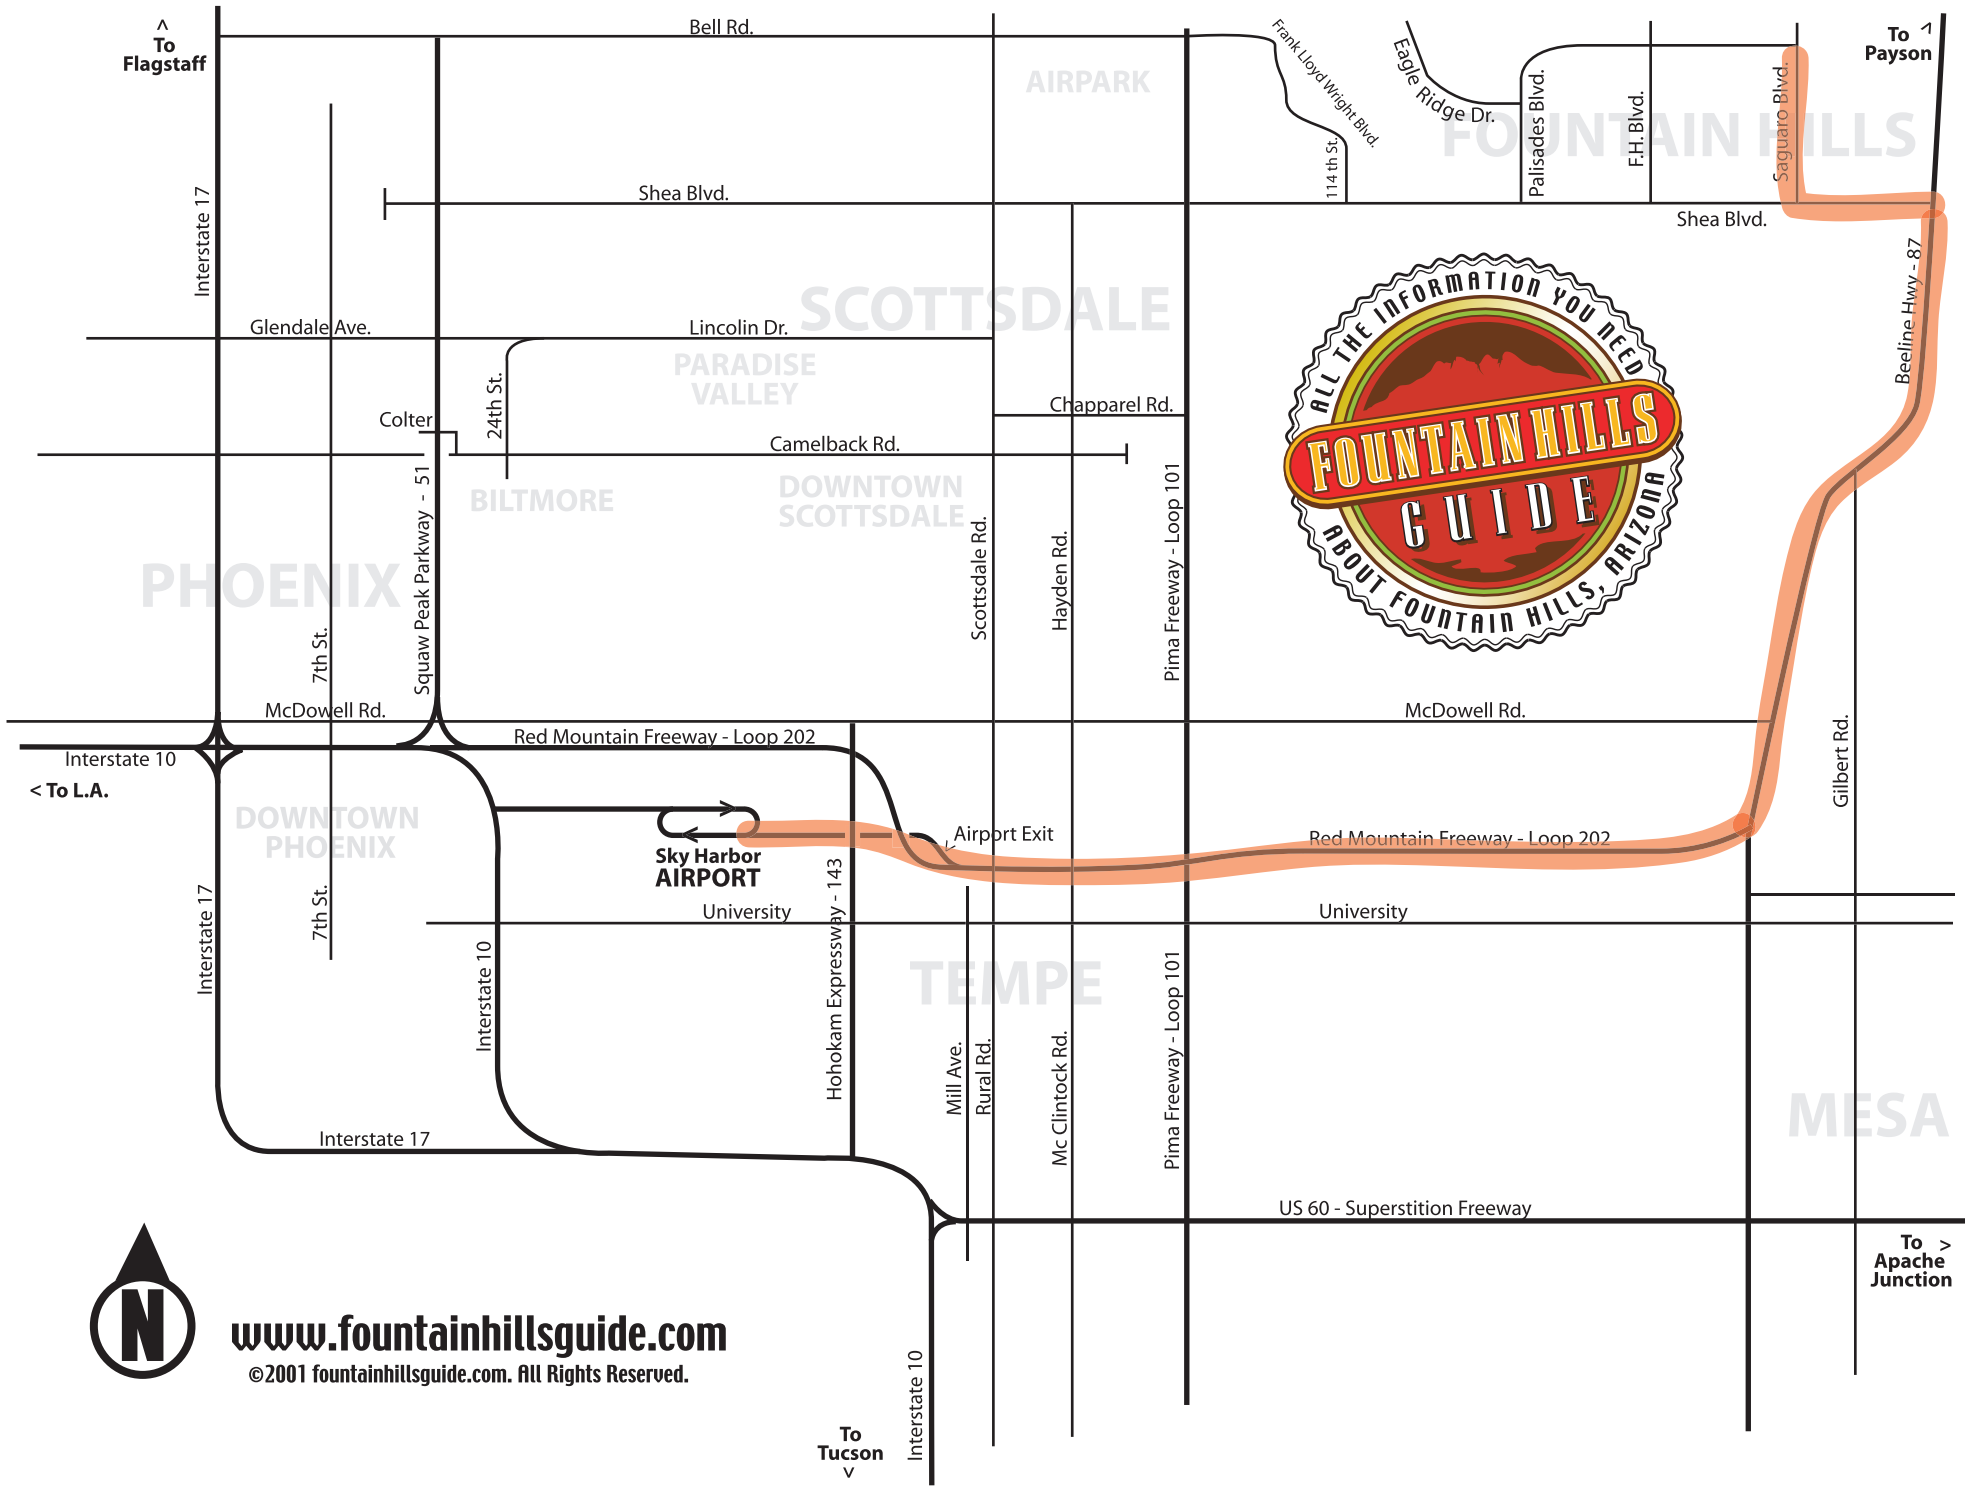 ^
To
Flagstaff
Bell Rd.
AIRPARK
Frank Lloyd Wright Blvd.
114 th St.
Eagle Ridge Dr.
Palisades Blvd.
F.H. Blvd.
Saguaro Blvd.
FOUNTAIN HILLS
To >
Payson
Interstate 17
Shea Blvd.
Shea Blvd.
Beeline Hwy - 87
SCOTTSDALE
Glendale Ave.
Lincolin Dr.
PARADISE
VALLEY
24th St.
Colter
Chapparel Rd.
Camelback Rd.
BILTMORE
DOWNTOWN
SCOTTSDALE
ALL THE INFORMATION YOU NEED
FOUNTAIN HILLS
GUIDE
ABOUT FOUNTAIN HILLS, ARIZONA
PHOENIX
7th St.
Squaw Peak Parkway - 51
Scottsdale Rd.
Hayden Rd.
Pima Freeway - Loop 101
McDowell Rd.
McDowell Rd.
Red Mountain Freeway - Loop 202
Interstate 10
< To L.A.
Gilbert Rd.
DOWNTOWN
PHOENIX
Sky Harbor
AIRPORT
Airport Exit
Red Mountain Freeway - Loop 202
Interstate 17
7th St.
University
University
Interstate 10
Hohokam Expressway - 143
TEMPE
Mill Ave.
Rural Rd.
Mc Clintock Rd.
Pima Freeway - Loop 101
MESA
Interstate 17
US 60 - Superstition Freeway
To >
Apache
Junction
N
www.fountainhillsguide.com
©2001 fountainhillsguide.com. All Rights Reserved.
Interstate 10
To
Tucson
v